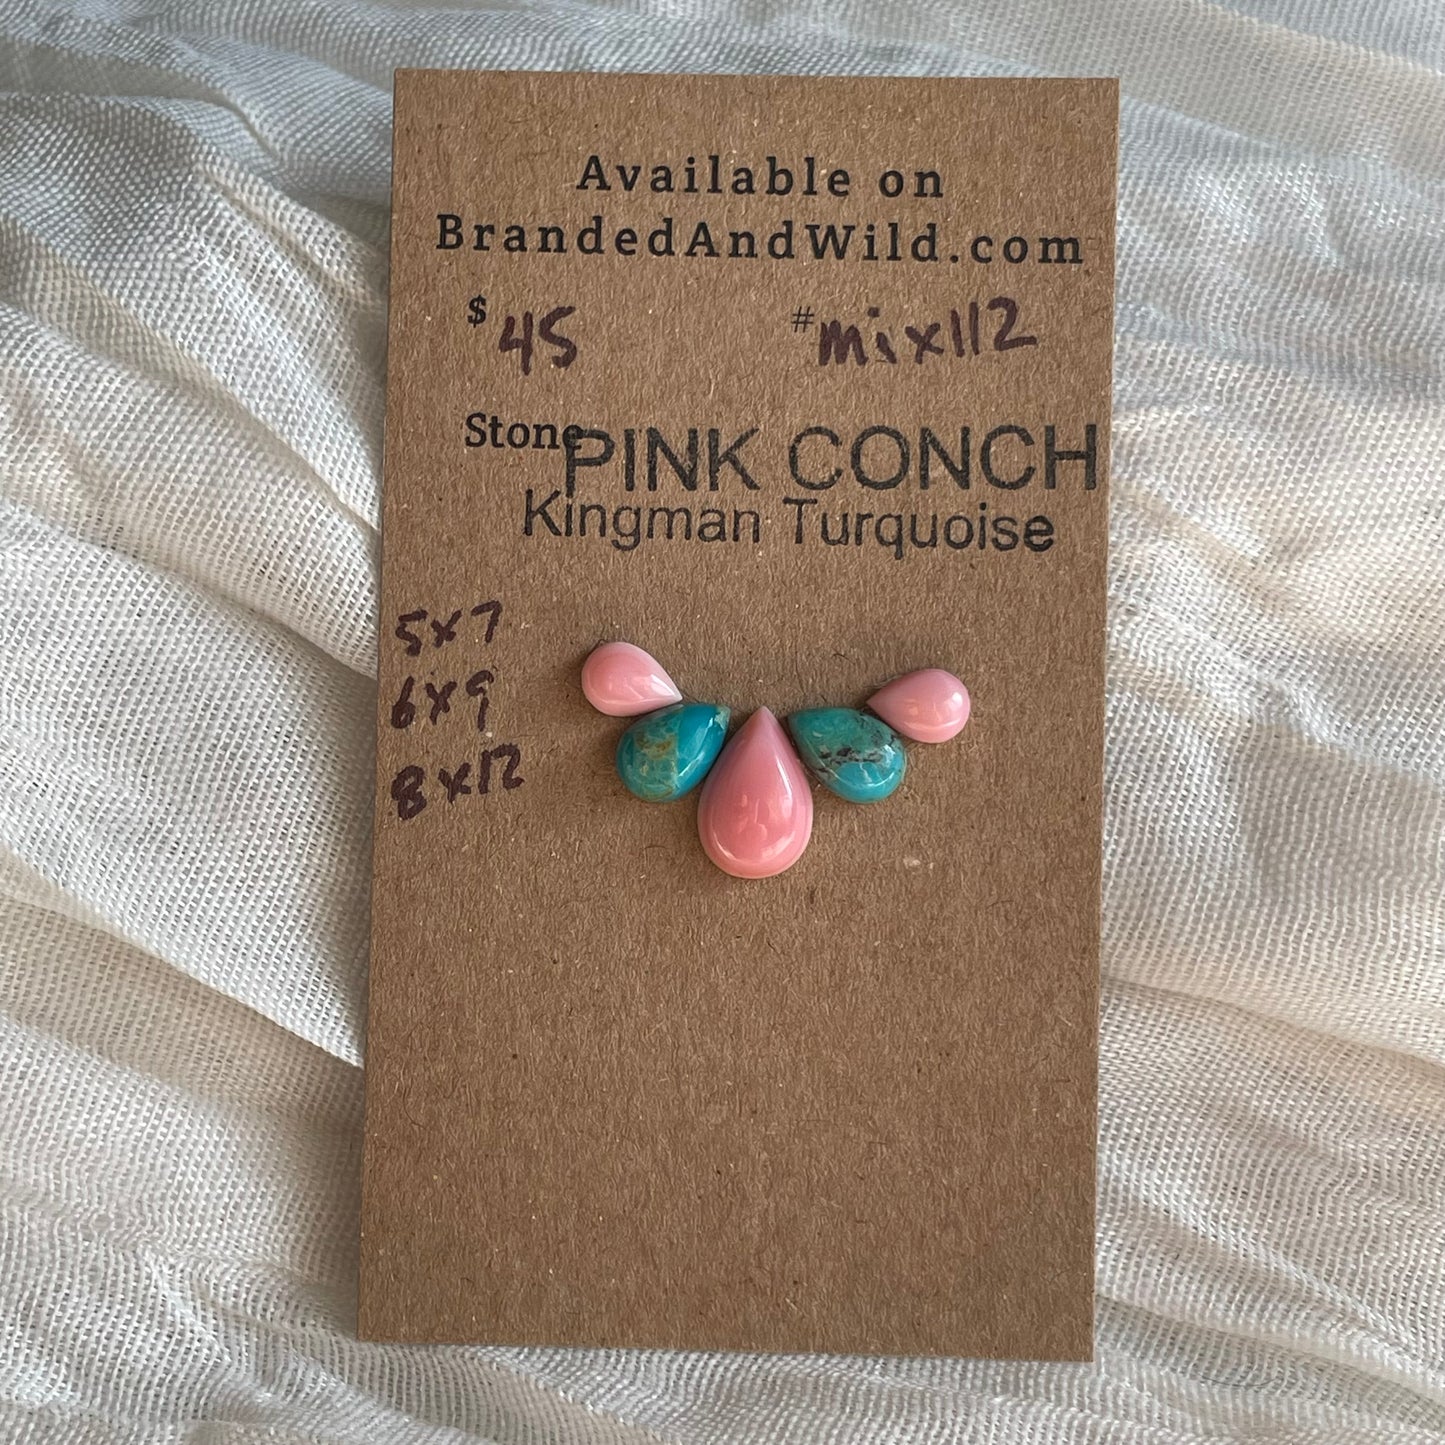 Available on
BrandedAndWild.com
$ 45 # mix112
Stone PINK CONCH
Kingman Turquoise
5x7
6x9
8x12